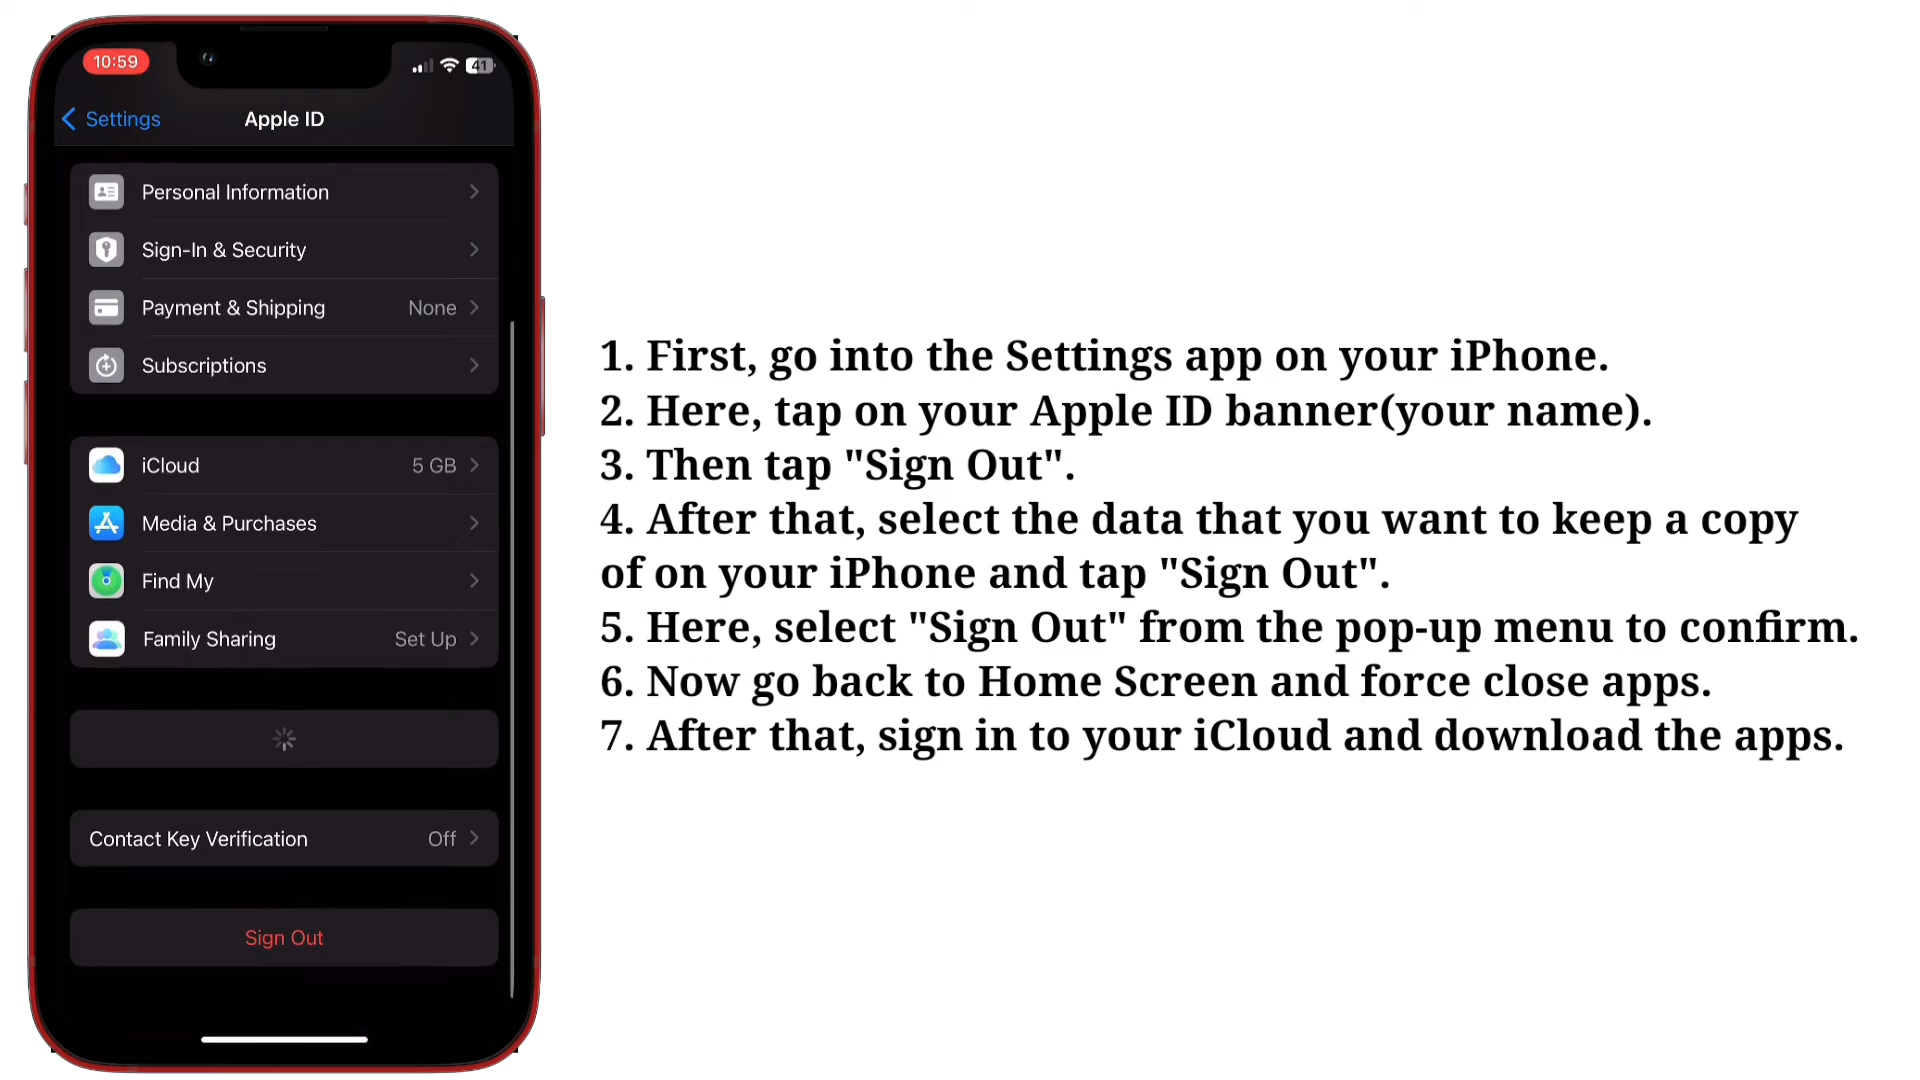 10:59
41
Settings
Apple ID
Personal Information
Sign-In & Security
Payment & Shipping None
Subscriptions
iCloud 5 GB
Media & Purchases
Find My
Family Sharing Set Up
Contact Key Verification Off
Sign Out
1. First, go into the Settings app on your iPhone.
2. Here, tap on your Apple ID banner(your name).
3. Then tap "Sign Out".
4. After that, select the data that you want to keep a copy
of on your iPhone and tap "Sign Out".
5. Here, select "Sign Out" from the pop-up menu to confirm.
6. Now go back to Home Screen and force close apps.
7. After that, sign in to your iCloud and download the apps.